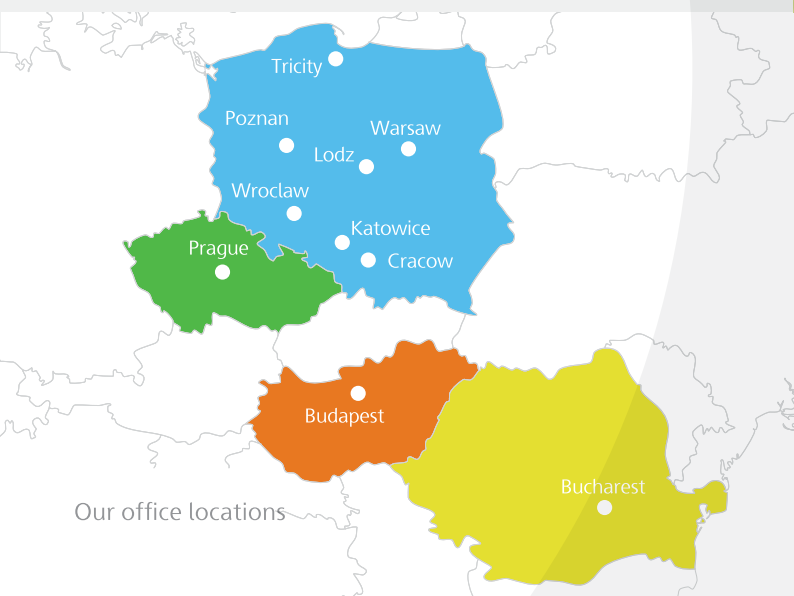 Tricity
Poznan
Warsaw
Lodz
Wroclaw
Katowice
Prague
Cracow
Budapest
Bucharest
Our office locations